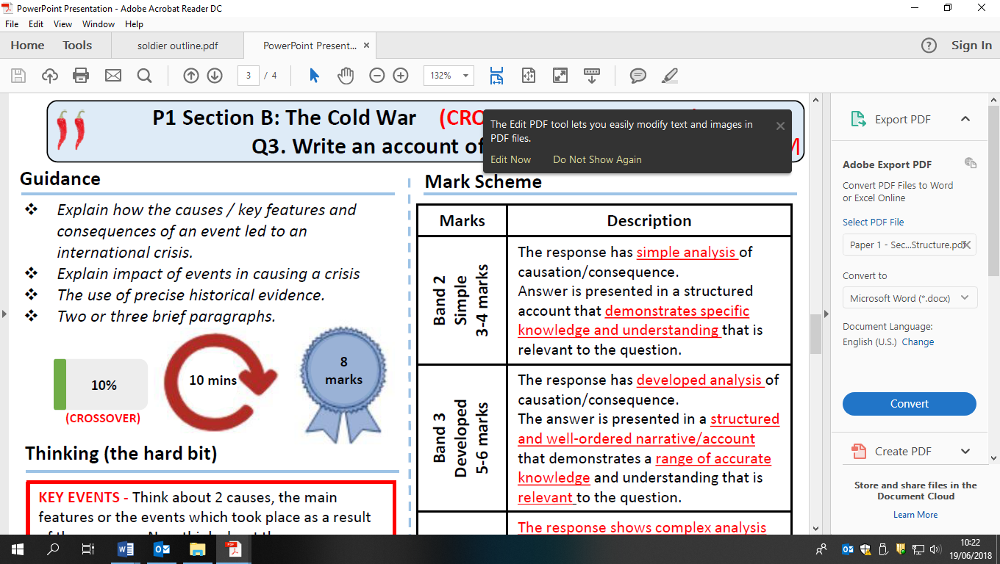 PowerPoint Presentation - Adobe Acrobat Reader DC
File Edit View Window Help
Home Tools soldier outline.pdf PowerPoint Present... × Sign In
3 / 4 132%
P1 Section B: The Cold War (CRO
Q3. Write an account of
The Edit PDF tool lets you easily modify text and images in
PDF files.
Edit Now Do Not Show Again
Guidance
❖ Explain how the causes / key features and
consequences of an event led to an
international crisis.
❖ Explain impact of events in causing a crisis
❖ The use of precise historical evidence.
❖ Two or three brief paragraphs.
10%
(CROSSOVER)
10 mins
8
marks
Thinking (the hard bit)
KEY EVENTS - Think about 2 causes, the main
features or the events which took place as a result
Mark Scheme
Marks Description
Band 2
Simple
3-4 marks
The response has simple analysis of
causation/consequence.
Answer is presented in a structured
account that demonstrates specific
knowledge and understanding that is
relevant to the question.
Band 3
Developed
5-6 marks
The response has developed analysis of
causation/consequence.
The answer is presented in a structured
and well-ordered narrative/account
that demonstrates a range of accurate
knowledge and understanding that is
relevant to the question.
The response shows complex analysis
Export PDF
Adobe Export PDF
Convert PDF Files to Word
or Excel Online
Select PDF File
Paper 1 - Sec...Structure.pdf
Convert to
Microsoft Word (*.docx)
Document Language:
English (U.S.) Change
Convert
Create PDF
Store and share files in the
Document Cloud
Learn More
10:22
19/06/2018